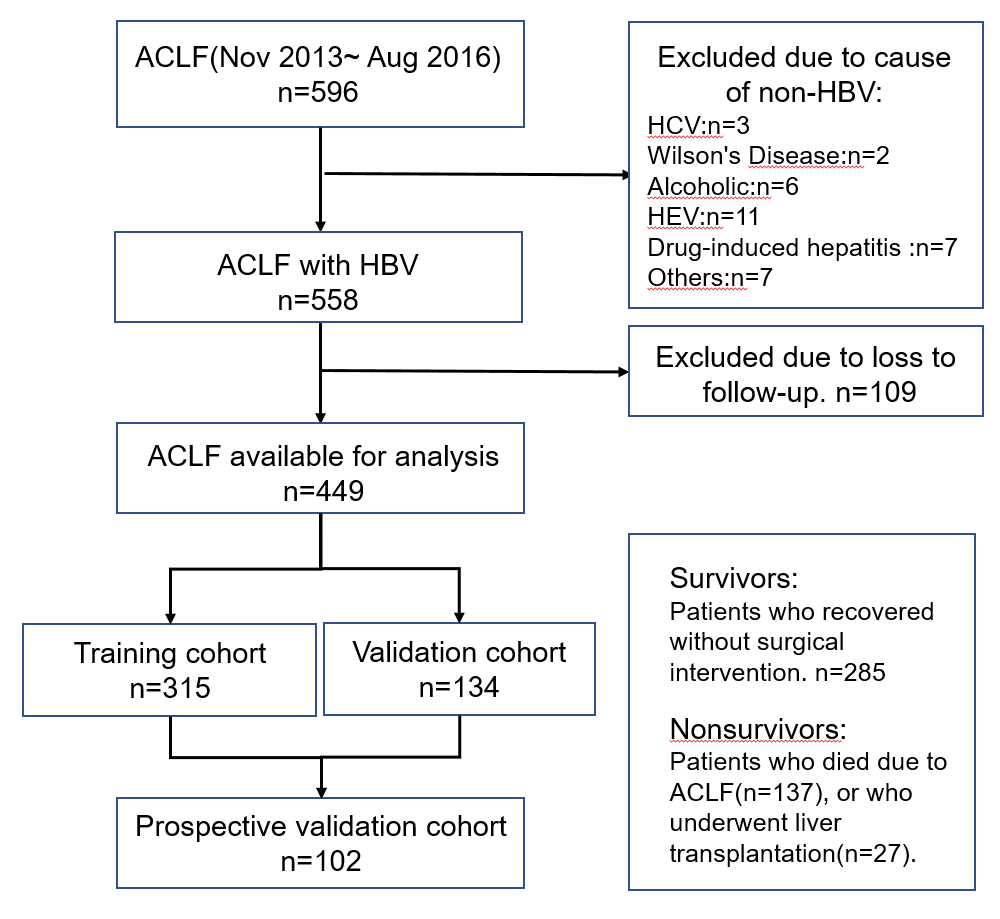 ACLF(Nov 2013~ Aug 2016)
n=596
Excluded due to cause
of non-HBV:
HCV:n=3
Wilson's Disease:n=2
Alcoholic:n=6
HEV:n=11
Drug-induced hepatitis :n=7
Others:n=7
ACLF with HBV
n=558
Excluded due to loss to
follow-up. n=109
ACLF available for analysis
n=449
Training cohort
n=315
Validation cohort
n=134
Prospective validation cohort
n=102
Survivors:
Patients who recovered
without surgical
intervention. n=285
Nonsurvivors:
Patients who died due to
ACLF(n=137), or who
underwent liver
transplantation(n=27).